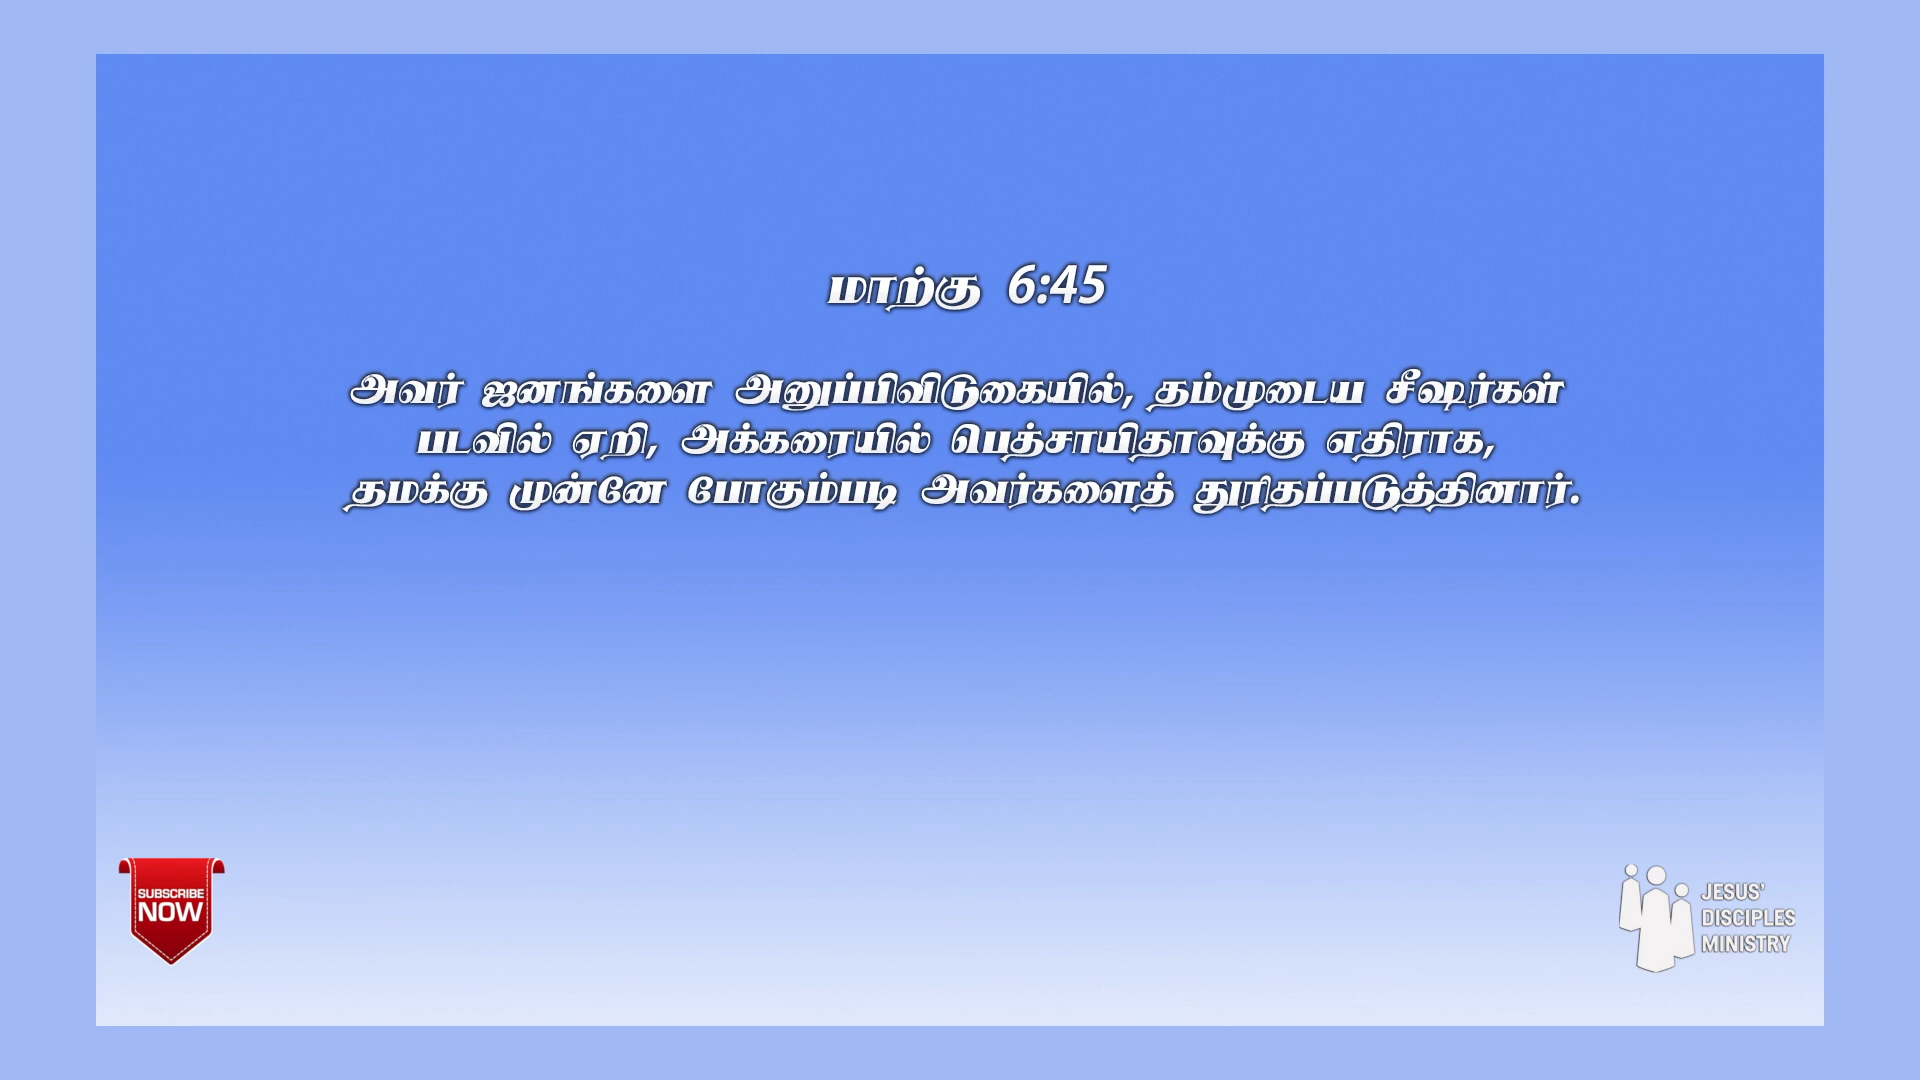 மாற்கு 6:45
அவர் ஜனங்களை அனுப்பிவிடுகையில், தம்முடைய சீஷர்கள்
படவில் ஏறி, அக்கரையில் பெத்சாயிதாவுக்கு எதிராக,
தமக்கு முன்னே போகும்படி அவர்களைத் துரிதப்படுத்தினார்.
SUBSCRIBE
NOW
JESUS'
DISCIPLES
MINISTRY